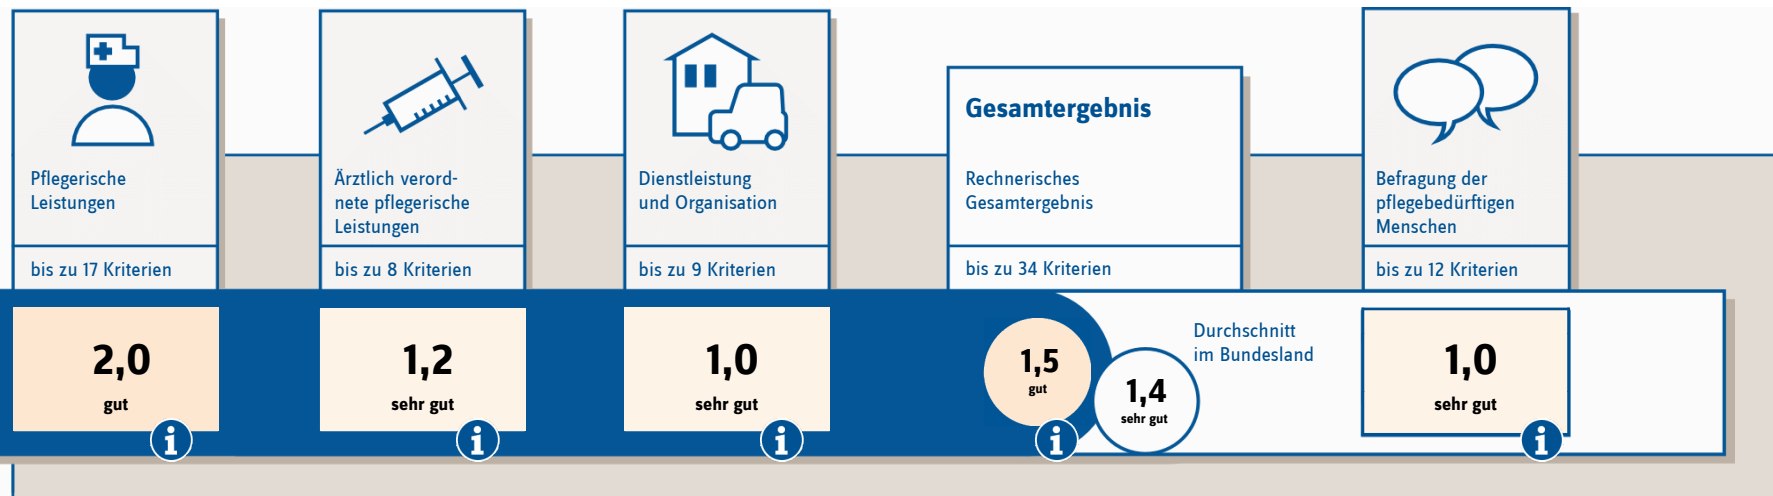 Pflegerische
Leistungen
bis zu 17 Kriterien
2,0
gut
i
Ärztlich verord-
nete pflegerische
Leistungen
bis zu 8 Kriterien
1,2
sehr gut
i
Dienstleistung
und Organisation
bis zu 9 Kriterien
1,0
sehr gut
i
Gesamtergebnis
Rechnerisches
Gesamtergebnis
bis zu 34 Kriterien
1,5
gut
i
1,4
sehr gut
Durchschnitt
im Bundesland
Befragung der
pflegebedürftigen
Menschen
bis zu 12 Kriterien
1,0
sehr gut
i